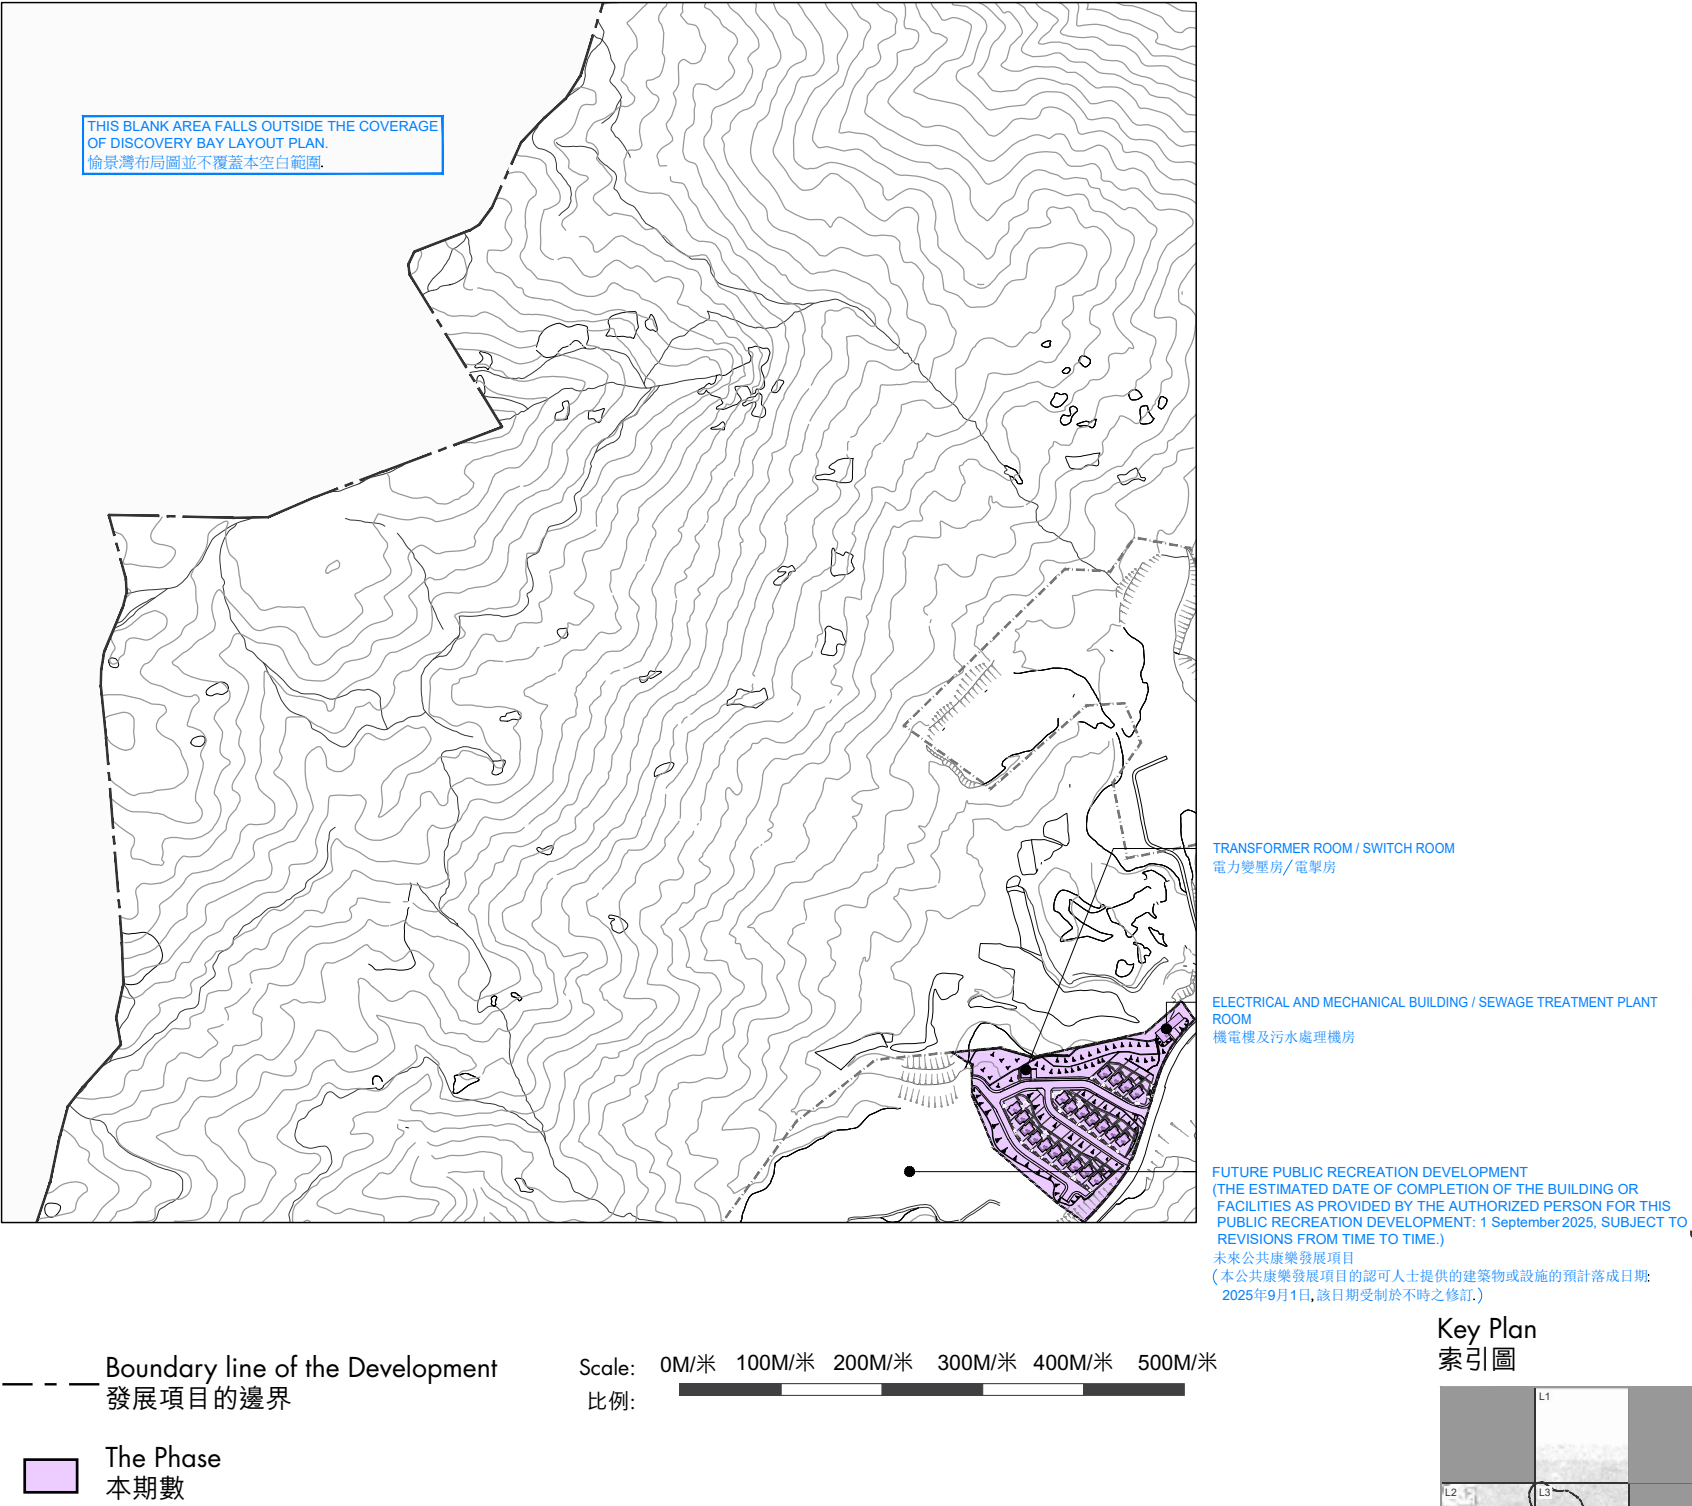 THIS BLANK AREA FALLS OUTSIDE THE COVERAGE
OF DISCOVERY BAY LAYOUT PLAN.
愉景灣布局圖並不覆蓋本空白範圍.
TRANSFORMER ROOM / SWITCH ROOM
電力變壓房/電掣房
ELECTRICAL AND MECHANICAL BUILDING / SEWAGE TREATMENT PLANT
ROOM
機電樓及污水處理機房
FUTURE PUBLIC RECREATION DEVELOPMENT
(THE ESTIMATED DATE OF COMPLETION OF THE BUILDING OR
FACILITIES AS PROVIDED BY THE AUTHORIZED PERSON FOR THIS
PUBLIC RECREATION DEVELOPMENT: 1 September 2025, SUBJECT TO
REVISIONS FROM TIME TO TIME.)
未來公共康樂發展項目
(本公共康樂發展項目的認可人士提供的建築物或設施的預計落成日期:
2025年9月1日,該日期受制於不時之修訂.)
Boundary line of the Development
發展項目的邊界
The Phase
本期數
Scale: 0M/米 100M/米 200M/米 300M/米 400M/米 500M/米
比例:
Key Plan
索引圖
L1
L2 L3